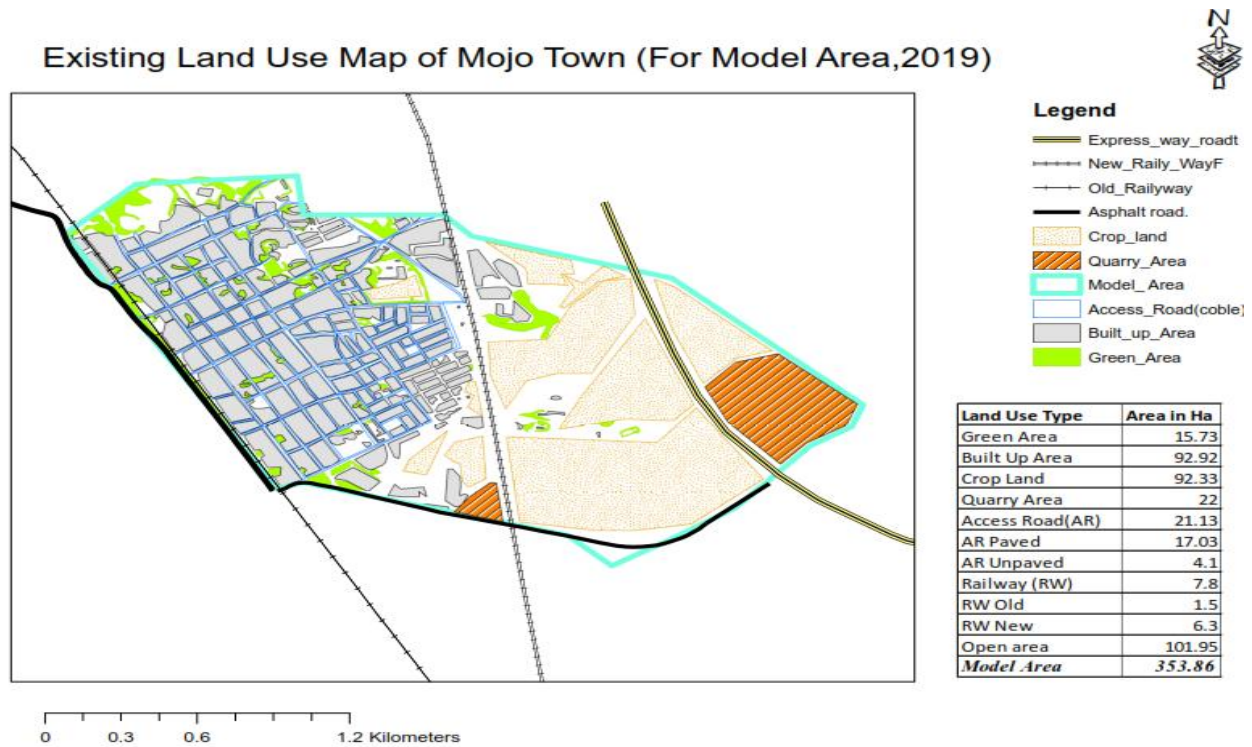 N
Existing Land Use Map of Mojo Town (For Model Area,2019)
Legend
Express_way_roadt
New_Raily_WayF
Old_Railyway
Asphalt road.
Crop_land
Quarry_Area
Model_ Area
Access_Road(coble)
Built_up_Area
Green_Area
Land Use Type Area in Ha
Green Area 15.73
Built Up Area 92.92
Crop Land 92.33
Quarry Area 22
Access Road(AR) 21.13
AR Paved 17.03
AR Unpaved 4.1
Railway (RW) 7.8
RW Old 1.5
RW New 6.3
Open area 101.95
Model Area 353.86
0 0.3 0.6 1.2 Kilometers